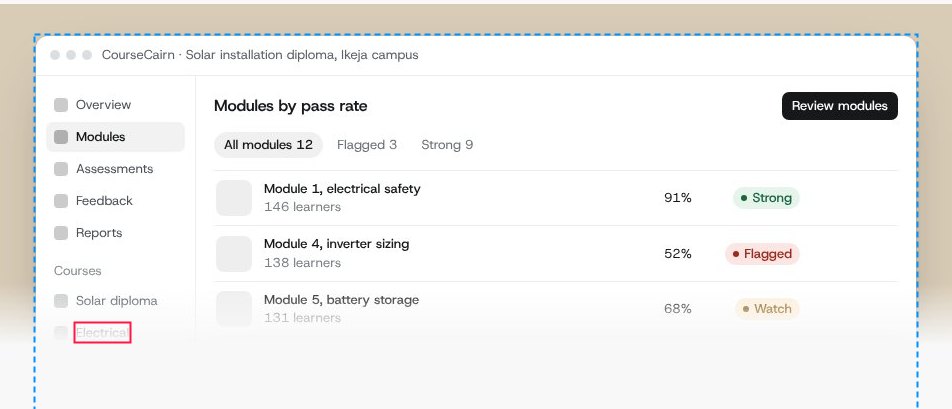 CourseCairn · Solar installation diploma, Ikeja campus
Overview
Modules
Assessments
Feedback
Reports
Courses
Solar diploma
Electrical
Modules by pass rate
Review modules
All modules 12
Flagged 3
Strong 9
Module 1, electrical safety
146 learners
91%
Strong
Module 4, inverter sizing
138 learners
52%
Flagged
Module 5, battery storage
131 learners
68%
Watch